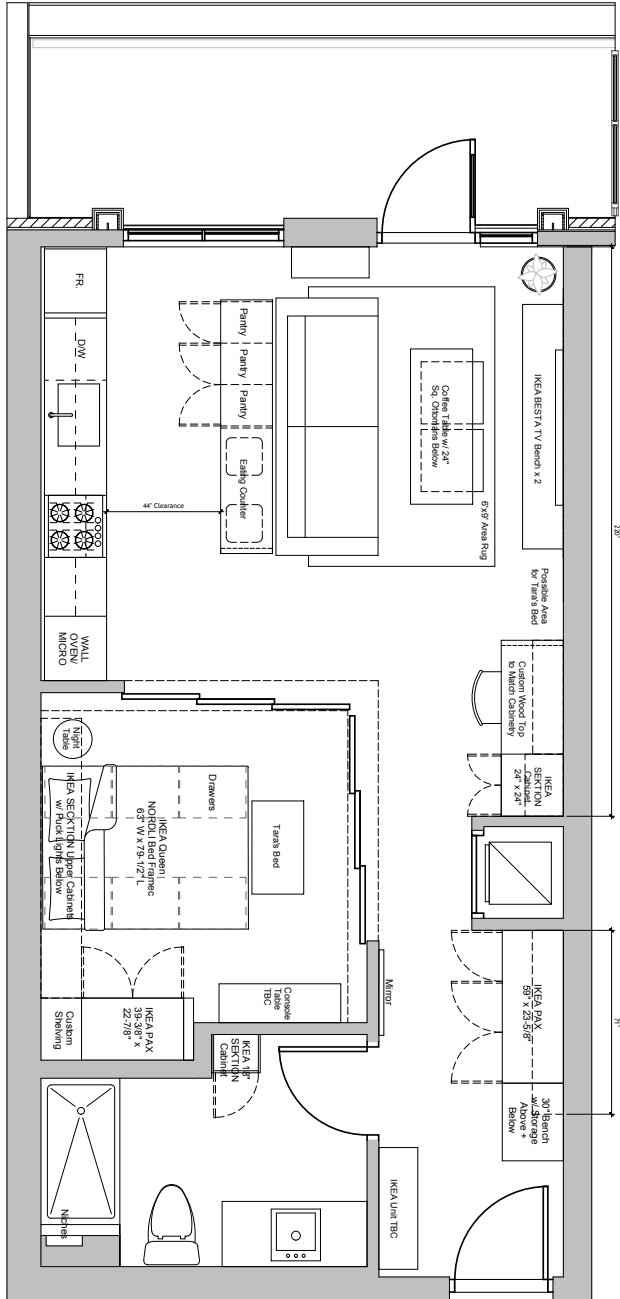 FR.
D/W
Pantry
Pantry
Pantry
Eating Counter
44" Clearance
WALL
OVEN/
MICRO
Coffee Table w/ 24"
Sq. Ottomans Below
6'x9' Area Rug
IKEA BESTA TV Bench x 2
220"
Possible Area
for Tara's Bed
Custom Wood Top
to Match Cabinetry
IKEA
SEKTION
Cabinet
24" x 24"
Night
Table
Drawers
IKEA Queen
NORDLI Bed Framec
63" W x 79-1/2" L
IKEA SECKTION Upper Cabinets
w/ Puck Lights Below
Tara's Bed
Console
Table
TBC
Mirror
IKEA PAX
39-3/8" x
22-7/8"
Custom
Shelving
IKEA 18"
SEKTION
Cabinet
IKEA PAX
59" x 23-5/8"
71"
30" Bench
w/ Storage
Above +
Below
IKEA Unit TBC
Niches